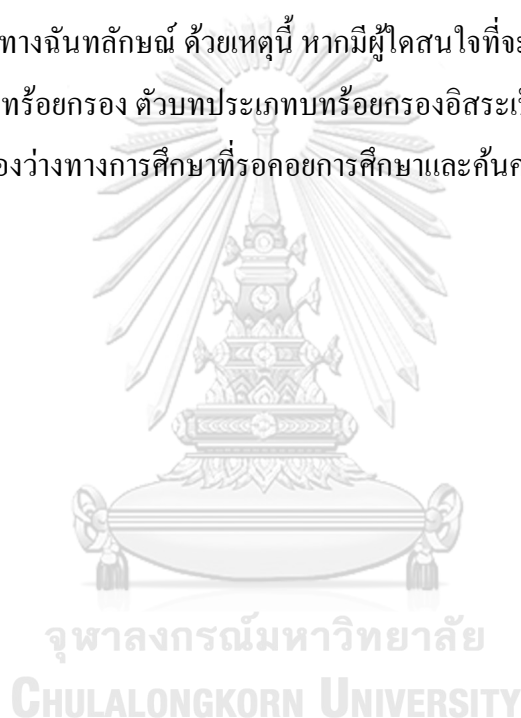 ทางฉันทลักษณ์ ด้วยเหตุนี้ หากมีผู้ใดสนใจที่จะ
ทร้อยกรอง ตัวบทประเภทบทร้อยกรองอิสระเ
องว่างทางการศึกษาที่รอคอยการศึกษาและค้นค
จุฬาลงกรณ์มหาวิทยาลัย
CHULALONGKORN UNIVERSITY